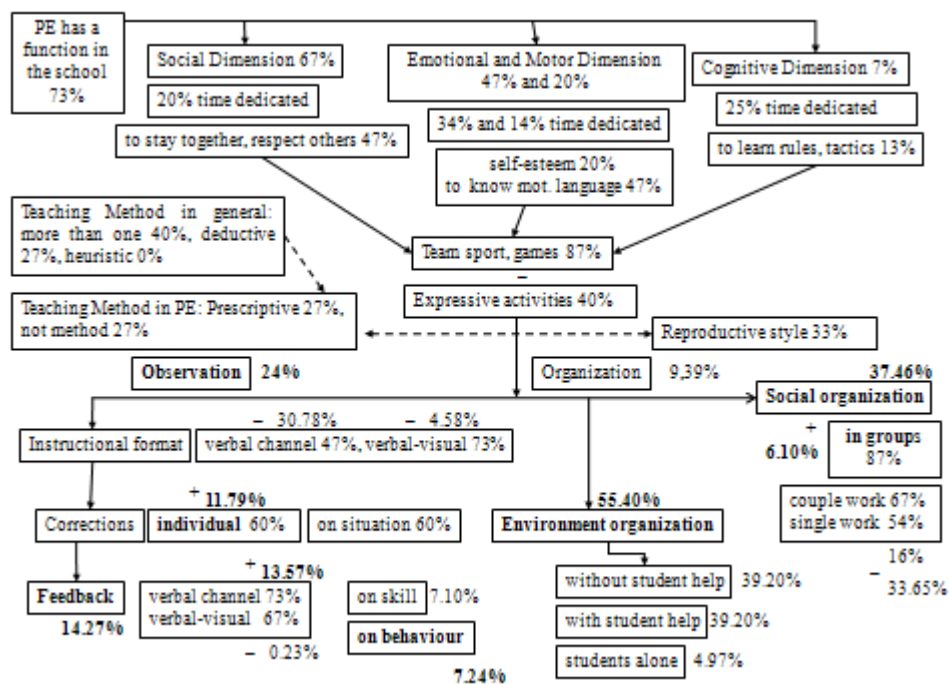 PE has a
function in
the school
73%
Social Dimension 67%
Emotional and Motor Dimension
47% and 20%
Cognitive Dimension 7%
20% time dedicated
34% and 14% time dedicated
25% time dedicated
to stay together, respect others 47%
self-esteem 20%
to know mot. language 47%
to learn rules, tactics 13%
Teaching Method in general:
more than one 40%, deductive
27%, heuristic 0%
Team sport, games 87%
–
Expressive activities 40%
Teaching Method in PE: Prescriptive 27%,
not method 27%
Reproductive style 33%
Observation 24%
Organization 9,39%
37.46%
Social organization
– 30.78% – 4.58%
Instructional format
verbal channel 47%, verbal-visual 73%
+
6.10%
in groups
87%
+ 11.79%
Corrections
individual 60%
on situation 60%
55.40%
Environment organization
couple work 67%
single work 54%
16%
–
33.65%
+
13.57%
Feedback
14.27%
verbal channel 73%
verbal-visual 67%
– 0.23%
on skill 7.10%
on behaviour
7.24%
without student help 39.20%
with student help 39.20%
students alone 4.97%